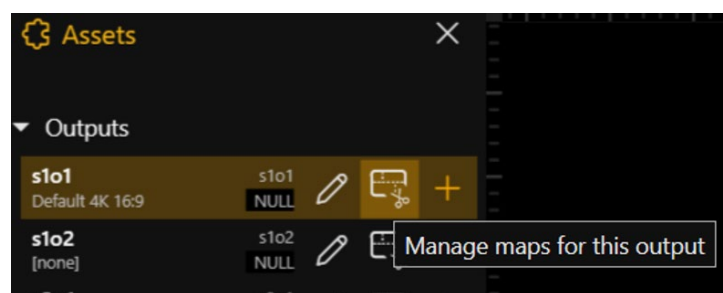 Assets
Outputs
s1o1 s1o1
Default 4K 16:9 NULL
Manage maps for this output
s1o2 s1o2
[none] NULL